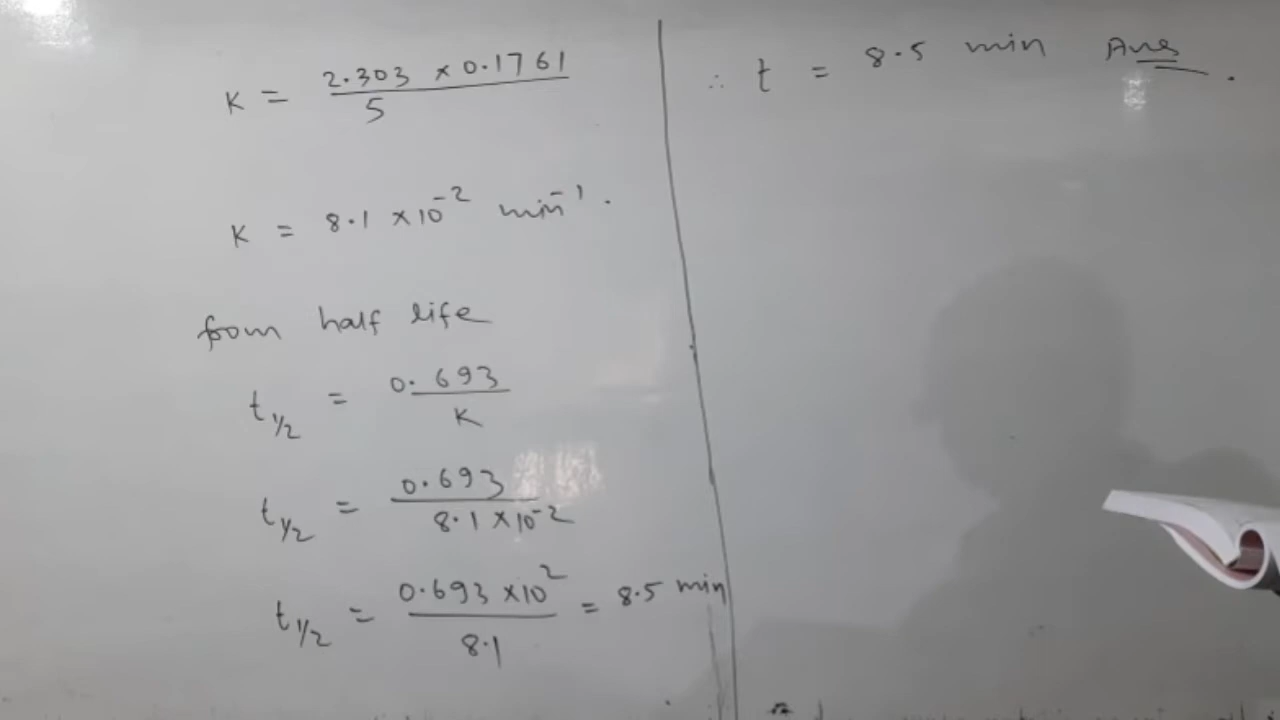 K = 2.303 × 0.1761 / 5
K = 8.1 × 10⁻² min⁻¹.
from half life
t½ = 0.693 / K
t½ = 0.693 / 8.1 × 10⁻²
t½ = 0.693 × 10² / 8.1 = 8.5 min
∴ t = 8.5 min Ans.